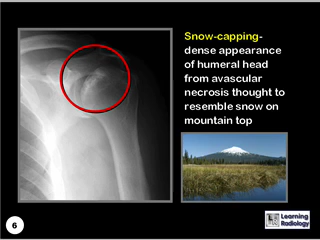 Snow-capping-
dense appearance
of humeral head
from avascular
necrosis thought to
resemble snow on
mountain top
6
Learning
Radiology